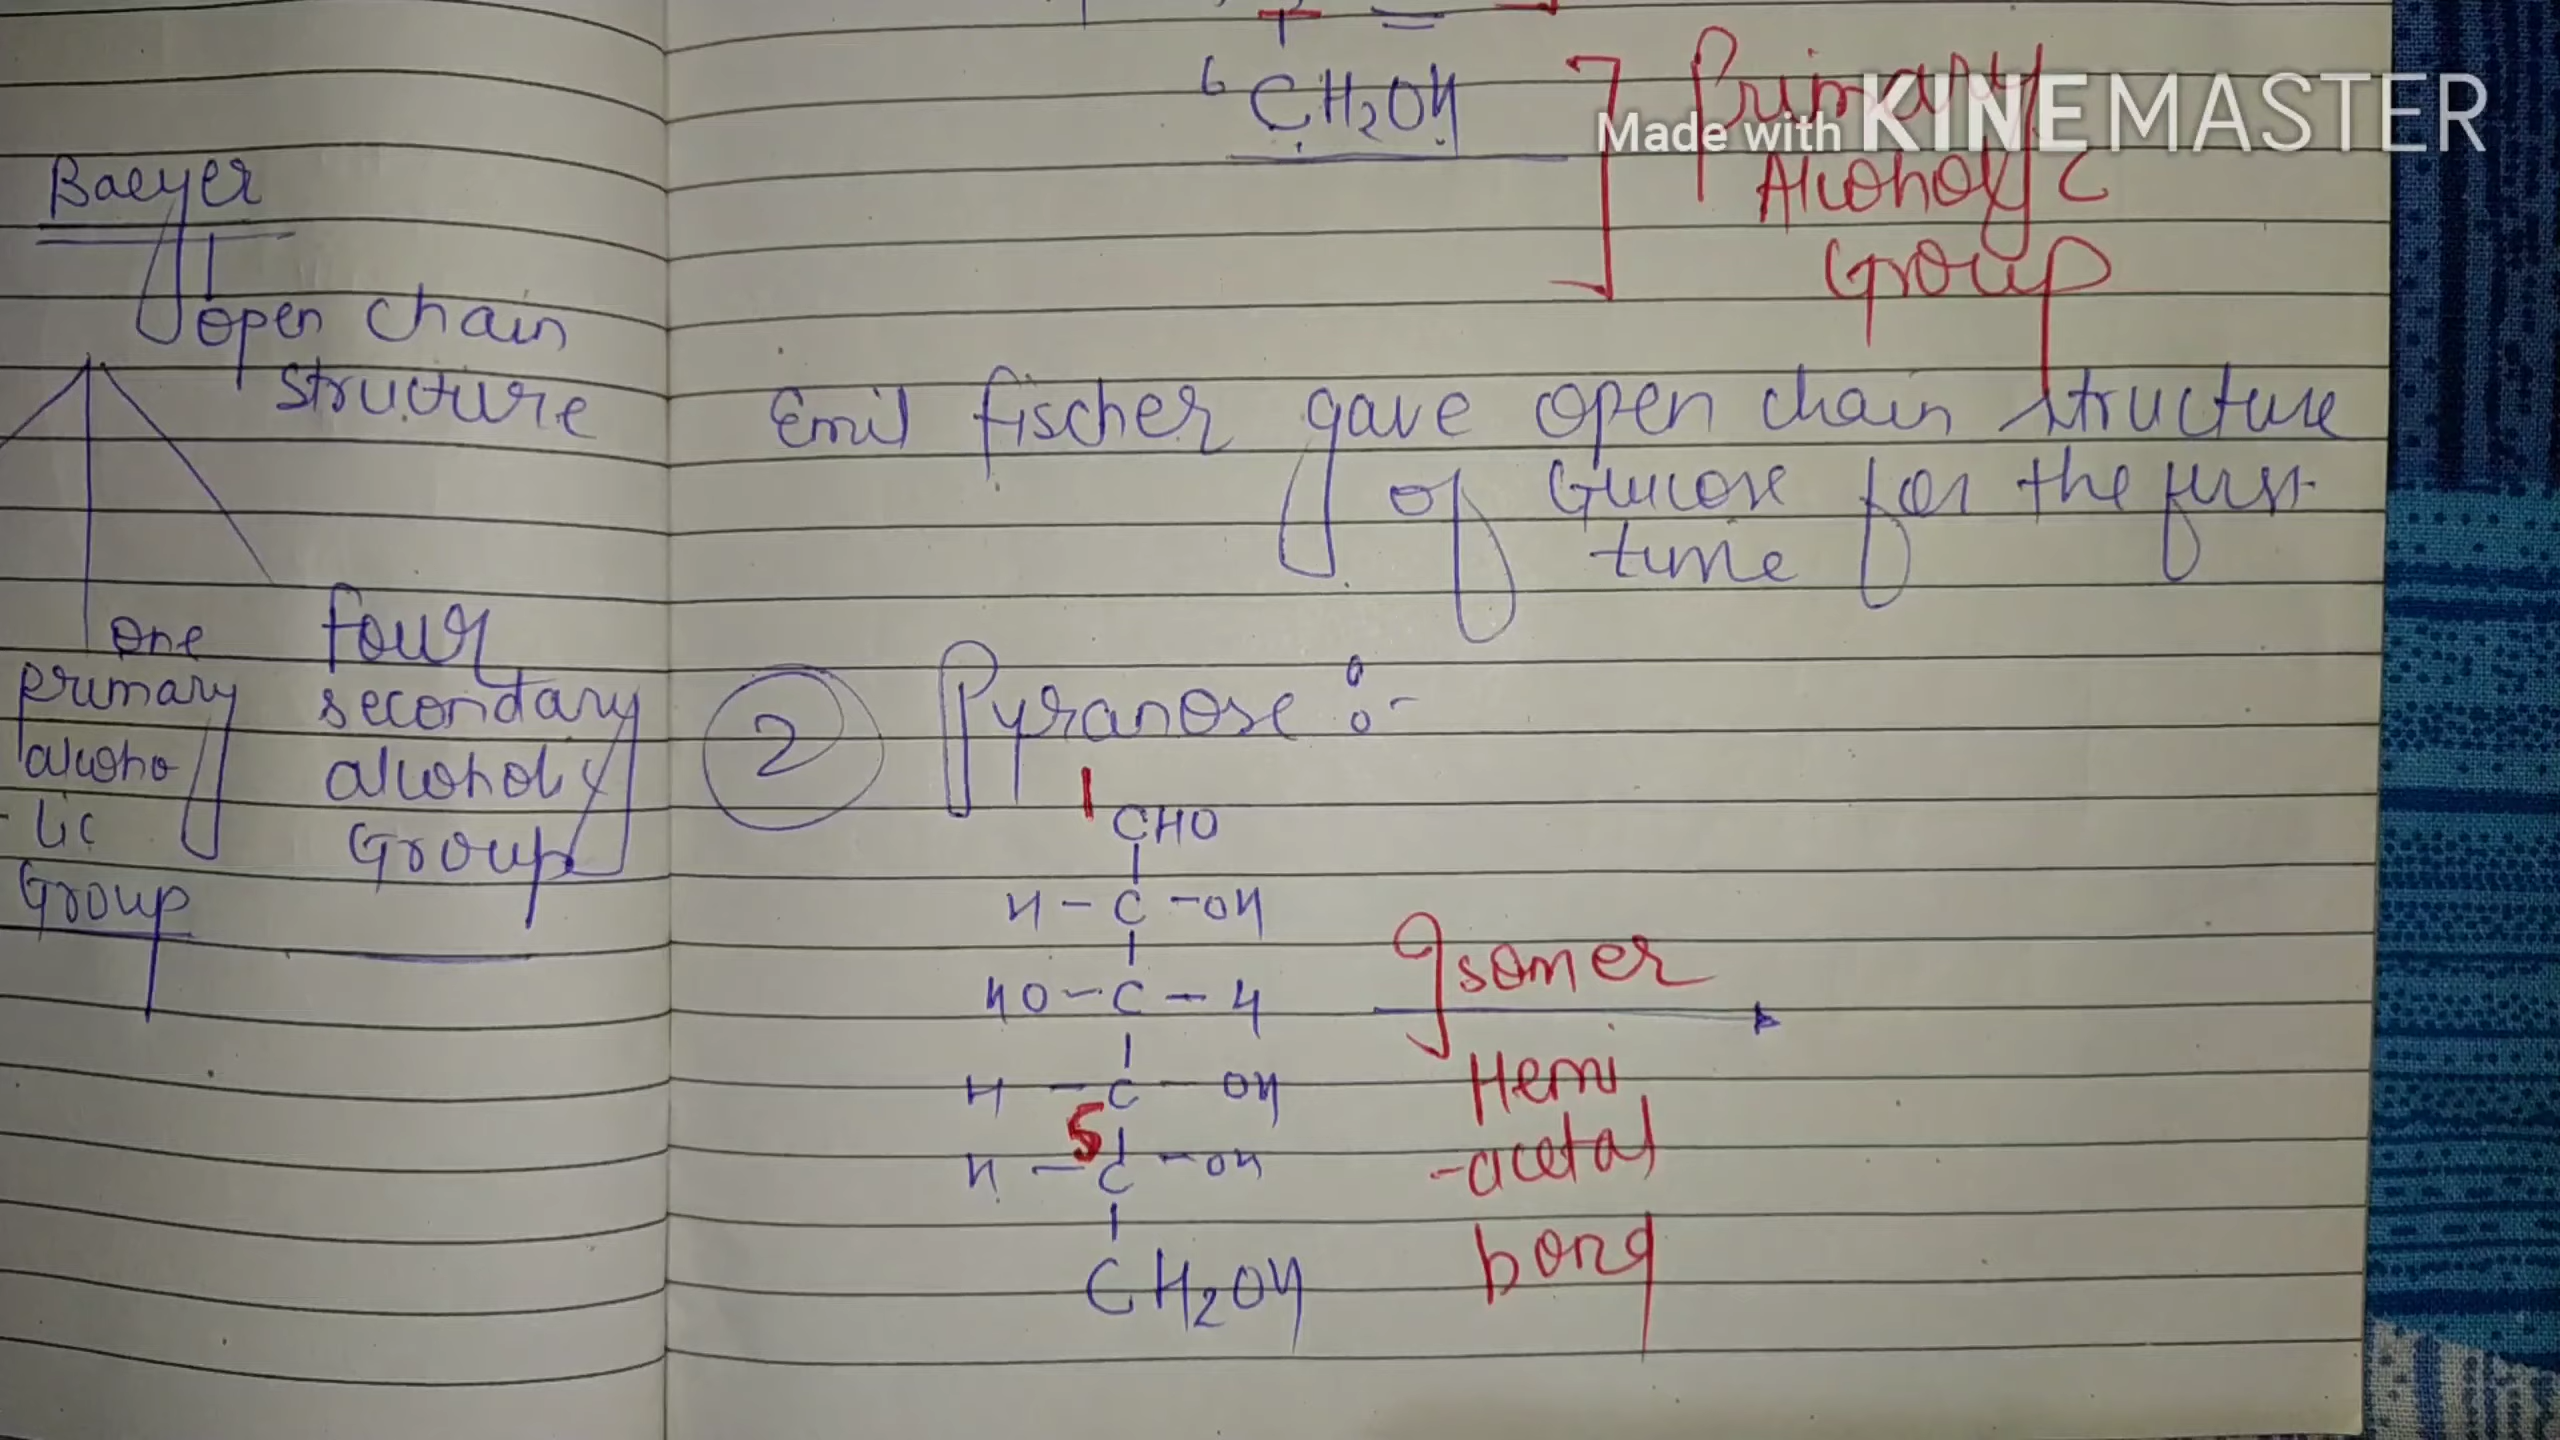 Baeyer
open chain
structure
one
primary
alcoho
- lic
Group
four
secondary
alcoholic
Group
6 CH2OH
Primary
Alcoholic
Group
Made with KINEMASTER
Emil fischer gave open chain structure
of Glucose for the first
time
2 Pyranose :-
1
CHO
H - C - OH
HO - C - H
H - C - OH
5
H - C - OH
CH2OH
Isomer
Hemi
-acetal
bond